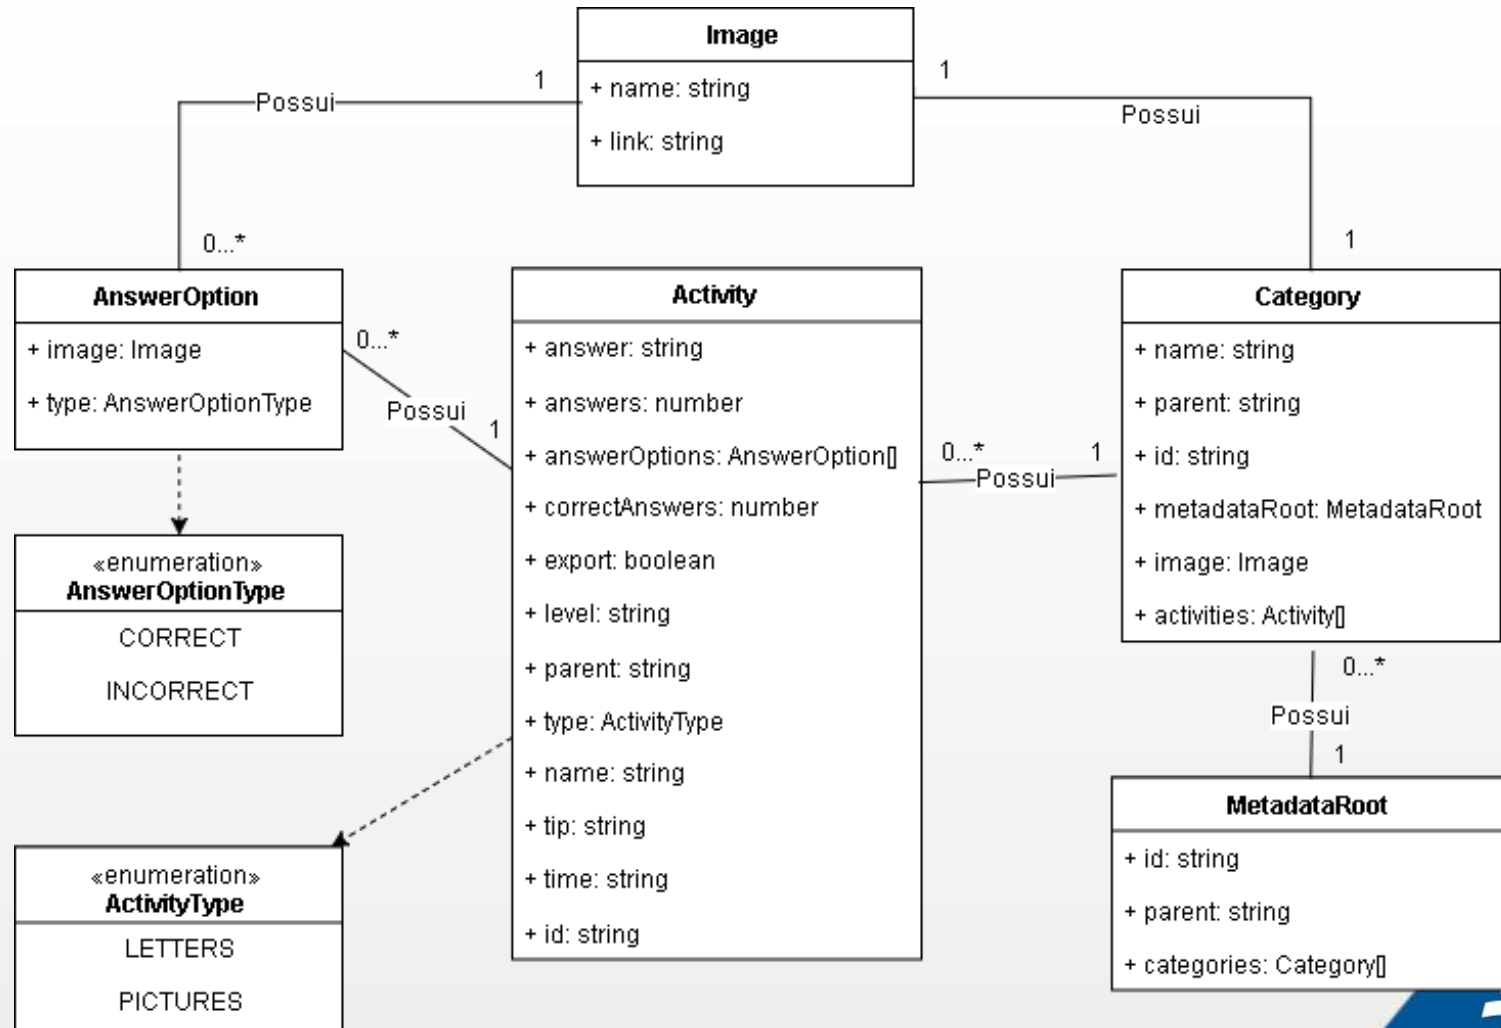 Image
+ name: string
+ link: string
1
Possui
0...*
1
Possui
1
AnswerOption
+ image: Image
+ type: AnswerOptionType
0...*
Possui
1
«enumeration»
AnswerOptionType
CORRECT
INCORRECT
Activity
+ answer: string
+ answers: number
+ answerOptions: AnswerOption[]
+ correctAnswers: number
+ export: boolean
+ level: string
+ parent: string
+ type: ActivityType
+ name: string
+ tip: string
+ time: string
+ id: string
0...*
Possui
1
Category
+ name: string
+ parent: string
+ id: string
+ metadataRoot: MetadataRoot
+ image: Image
+ activities: Activity[]
0...*
Possui
1
«enumeration»
ActivityType
LETTERS
PICTURES
MetadataRoot
+ id: string
+ parent: string
+ categories: Category[]